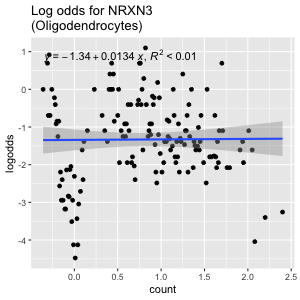 Log odds for NRXN3
(Oligodendrocytes)
y = −1.34 + 0.0134 x, R² < 0.01
1
0
-1
-2
-3
-4
logodds
0.0 0.5 1.0 1.5 2.0 2.5
count